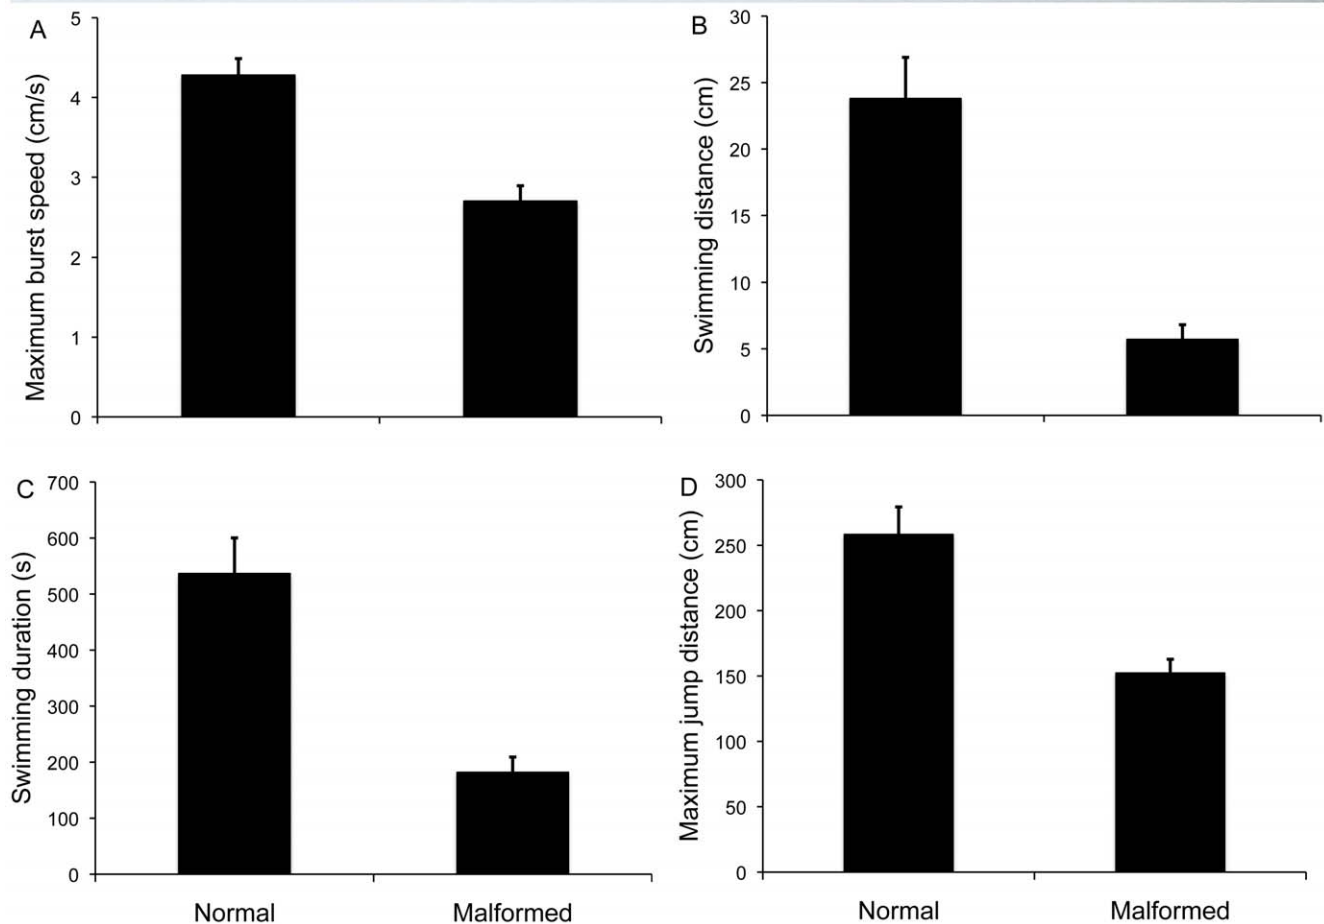 A
Maximum burst speed (cm/s)
5
4
3
2
1
0
B
Swimming distance (cm)
30
25
20
15
10
5
0
C
Swimming duration (s)
700
600
500
400
300
200
100
0
Normal
Malformed
D
Maximum jump distance (cm)
300
250
200
150
100
50
0
Normal
Malformed